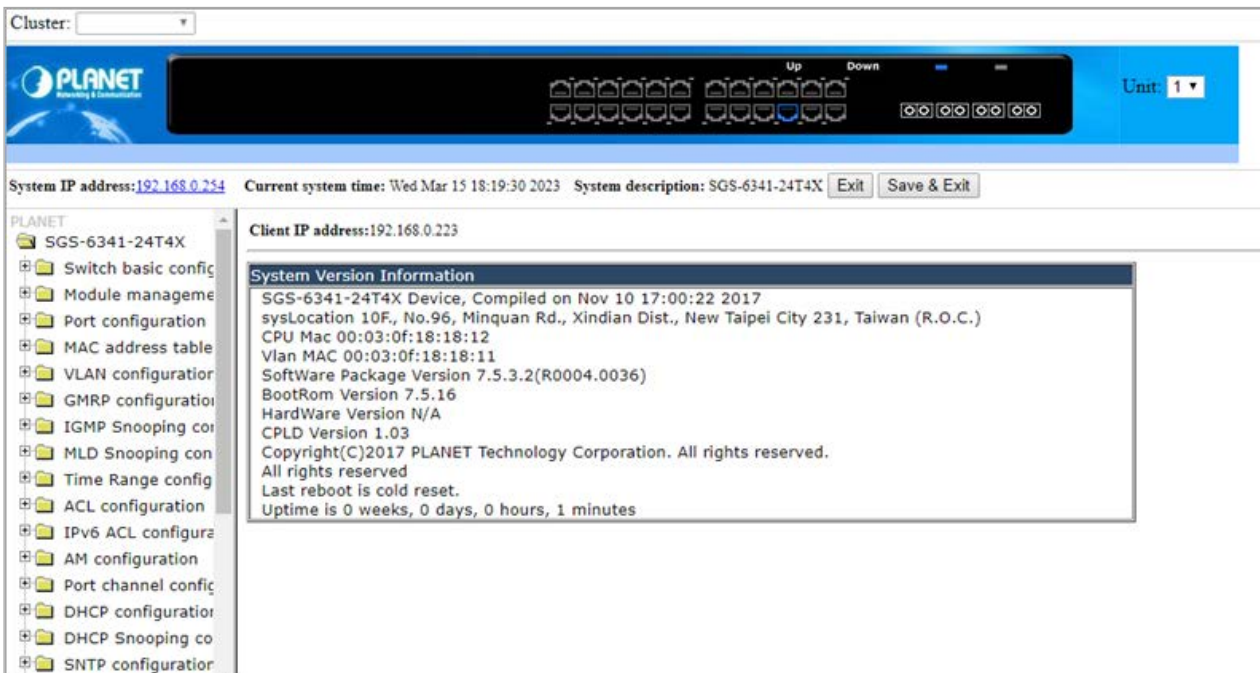 Cluster:
PLANET
Networking & Communication
Up Down
Unit: 1
System IP address:192.168.0.254 Current system time: Wed Mar 15 18:19:30 2023 System description: SGS-6341-24T4X Exit Save & Exit
PLANET
SGS-6341-24T4X
Switch basic config
Module manageme
Port configuration
MAC address table
VLAN configuration
GMRP configuratio
IGMP Snooping con
MLD Snooping con
Time Range config
ACL configuration
IPv6 ACL configura
AM configuration
Port channel config
DHCP configuration
DHCP Snooping co
SNTP configuration
Client IP address:192.168.0.223
System Version Information
SGS-6341-24T4X Device, Compiled on Nov 10 17:00:22 2017
sysLocation 10F., No.96, Minquan Rd., Xindian Dist., New Taipei City 231, Taiwan (R.O.C.)
CPU Mac 00:03:0f:18:18:12
Vlan MAC 00:03:0f:18:18:11
SoftWare Package Version 7.5.3.2(R0004.0036)
BootRom Version 7.5.16
HardWare Version N/A
CPLD Version 1.03
Copyright(C)2017 PLANET Technology Corporation. All rights reserved.
All rights reserved
Last reboot is cold reset.
Uptime is 0 weeks, 0 days, 0 hours, 1 minutes